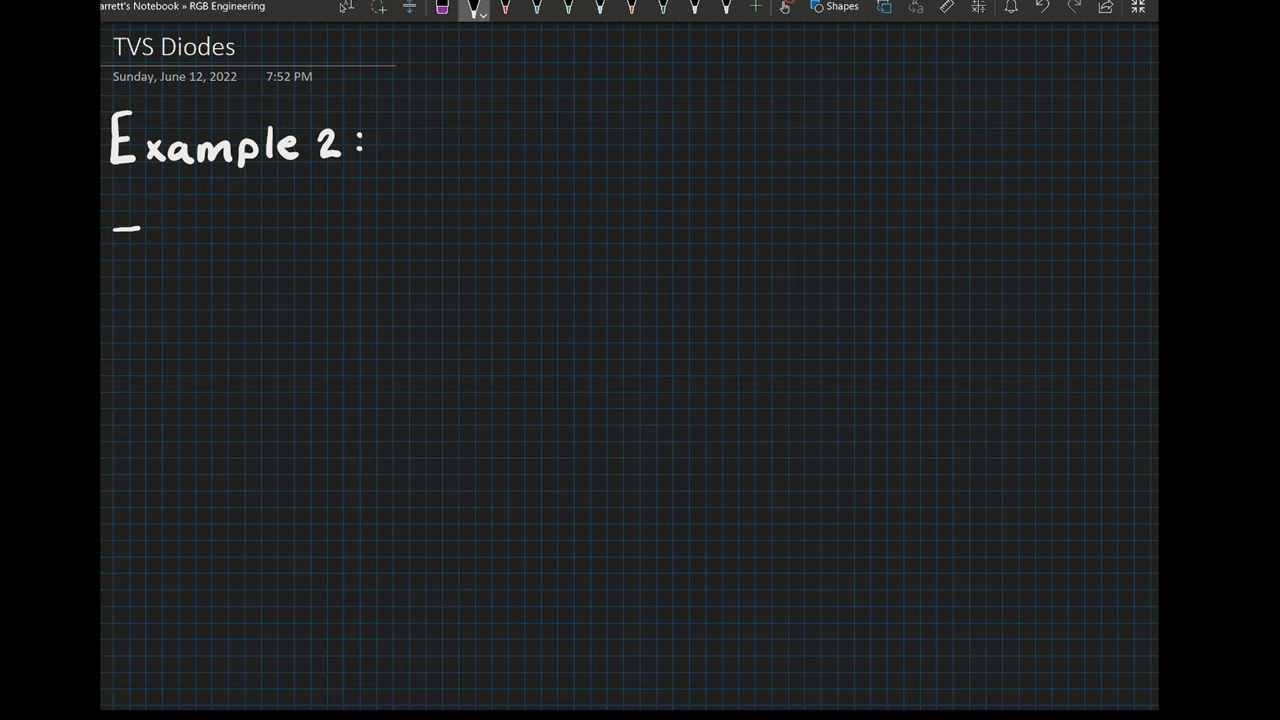 arrett's Notebook » RGB Engineering
Shapes
TVS Diodes
Sunday, June 12, 2022 7:52 PM
Example 2:
–